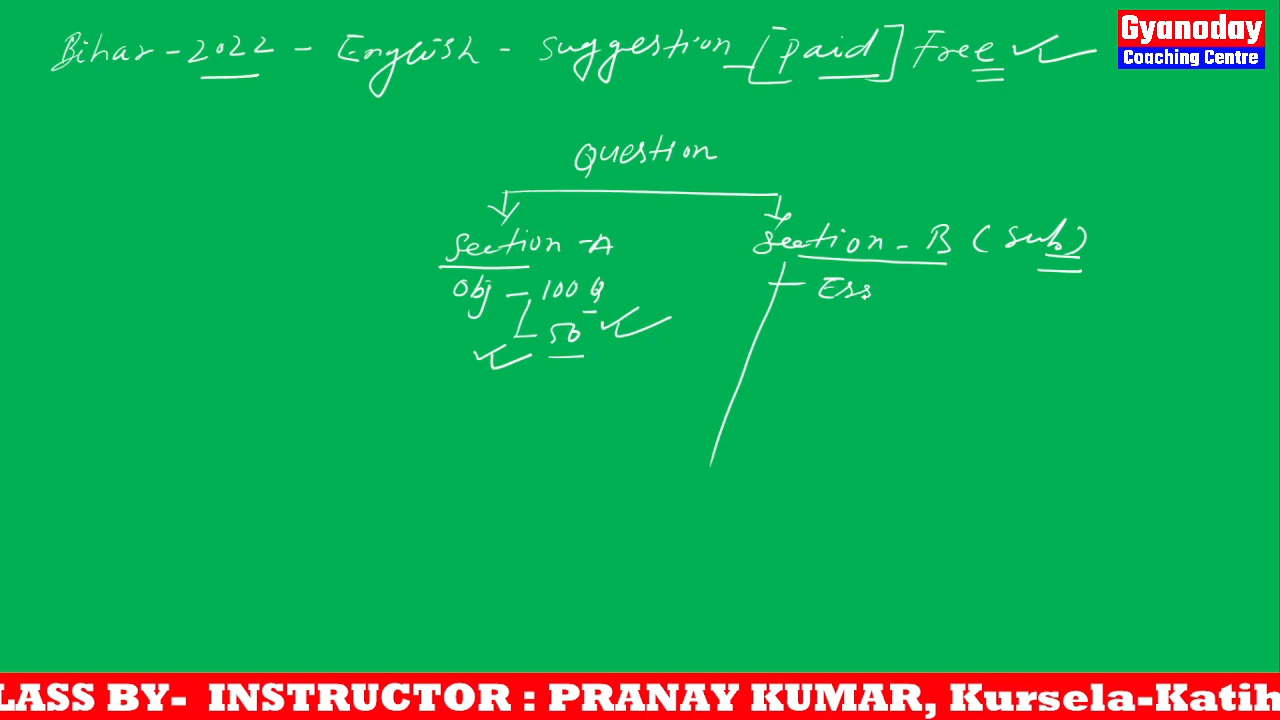 Bihar - 2022 - English - Suggestion - [paid] Free
Gyanoday
Coaching Centre
Question
Section - A
Section - B (Sub)
Obj - 100 Q
Ess
50
LASS BY- INSTRUCTOR : PRANAY KUMAR, Kursela-Katih